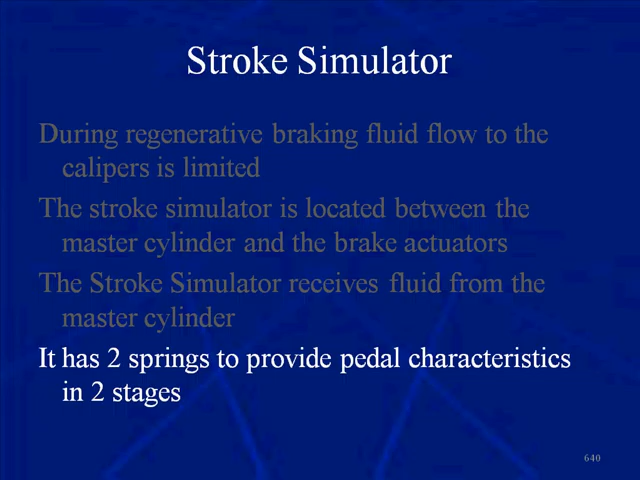 Stroke Simulator
During regenerative braking fluid flow to the
calipers is limited
The stroke simulator is located between the
master cylinder and the brake actuators
The Stroke Simulator receives fluid from the
master cylinder
It has 2 springs to provide pedal characteristics
in 2 stages
640